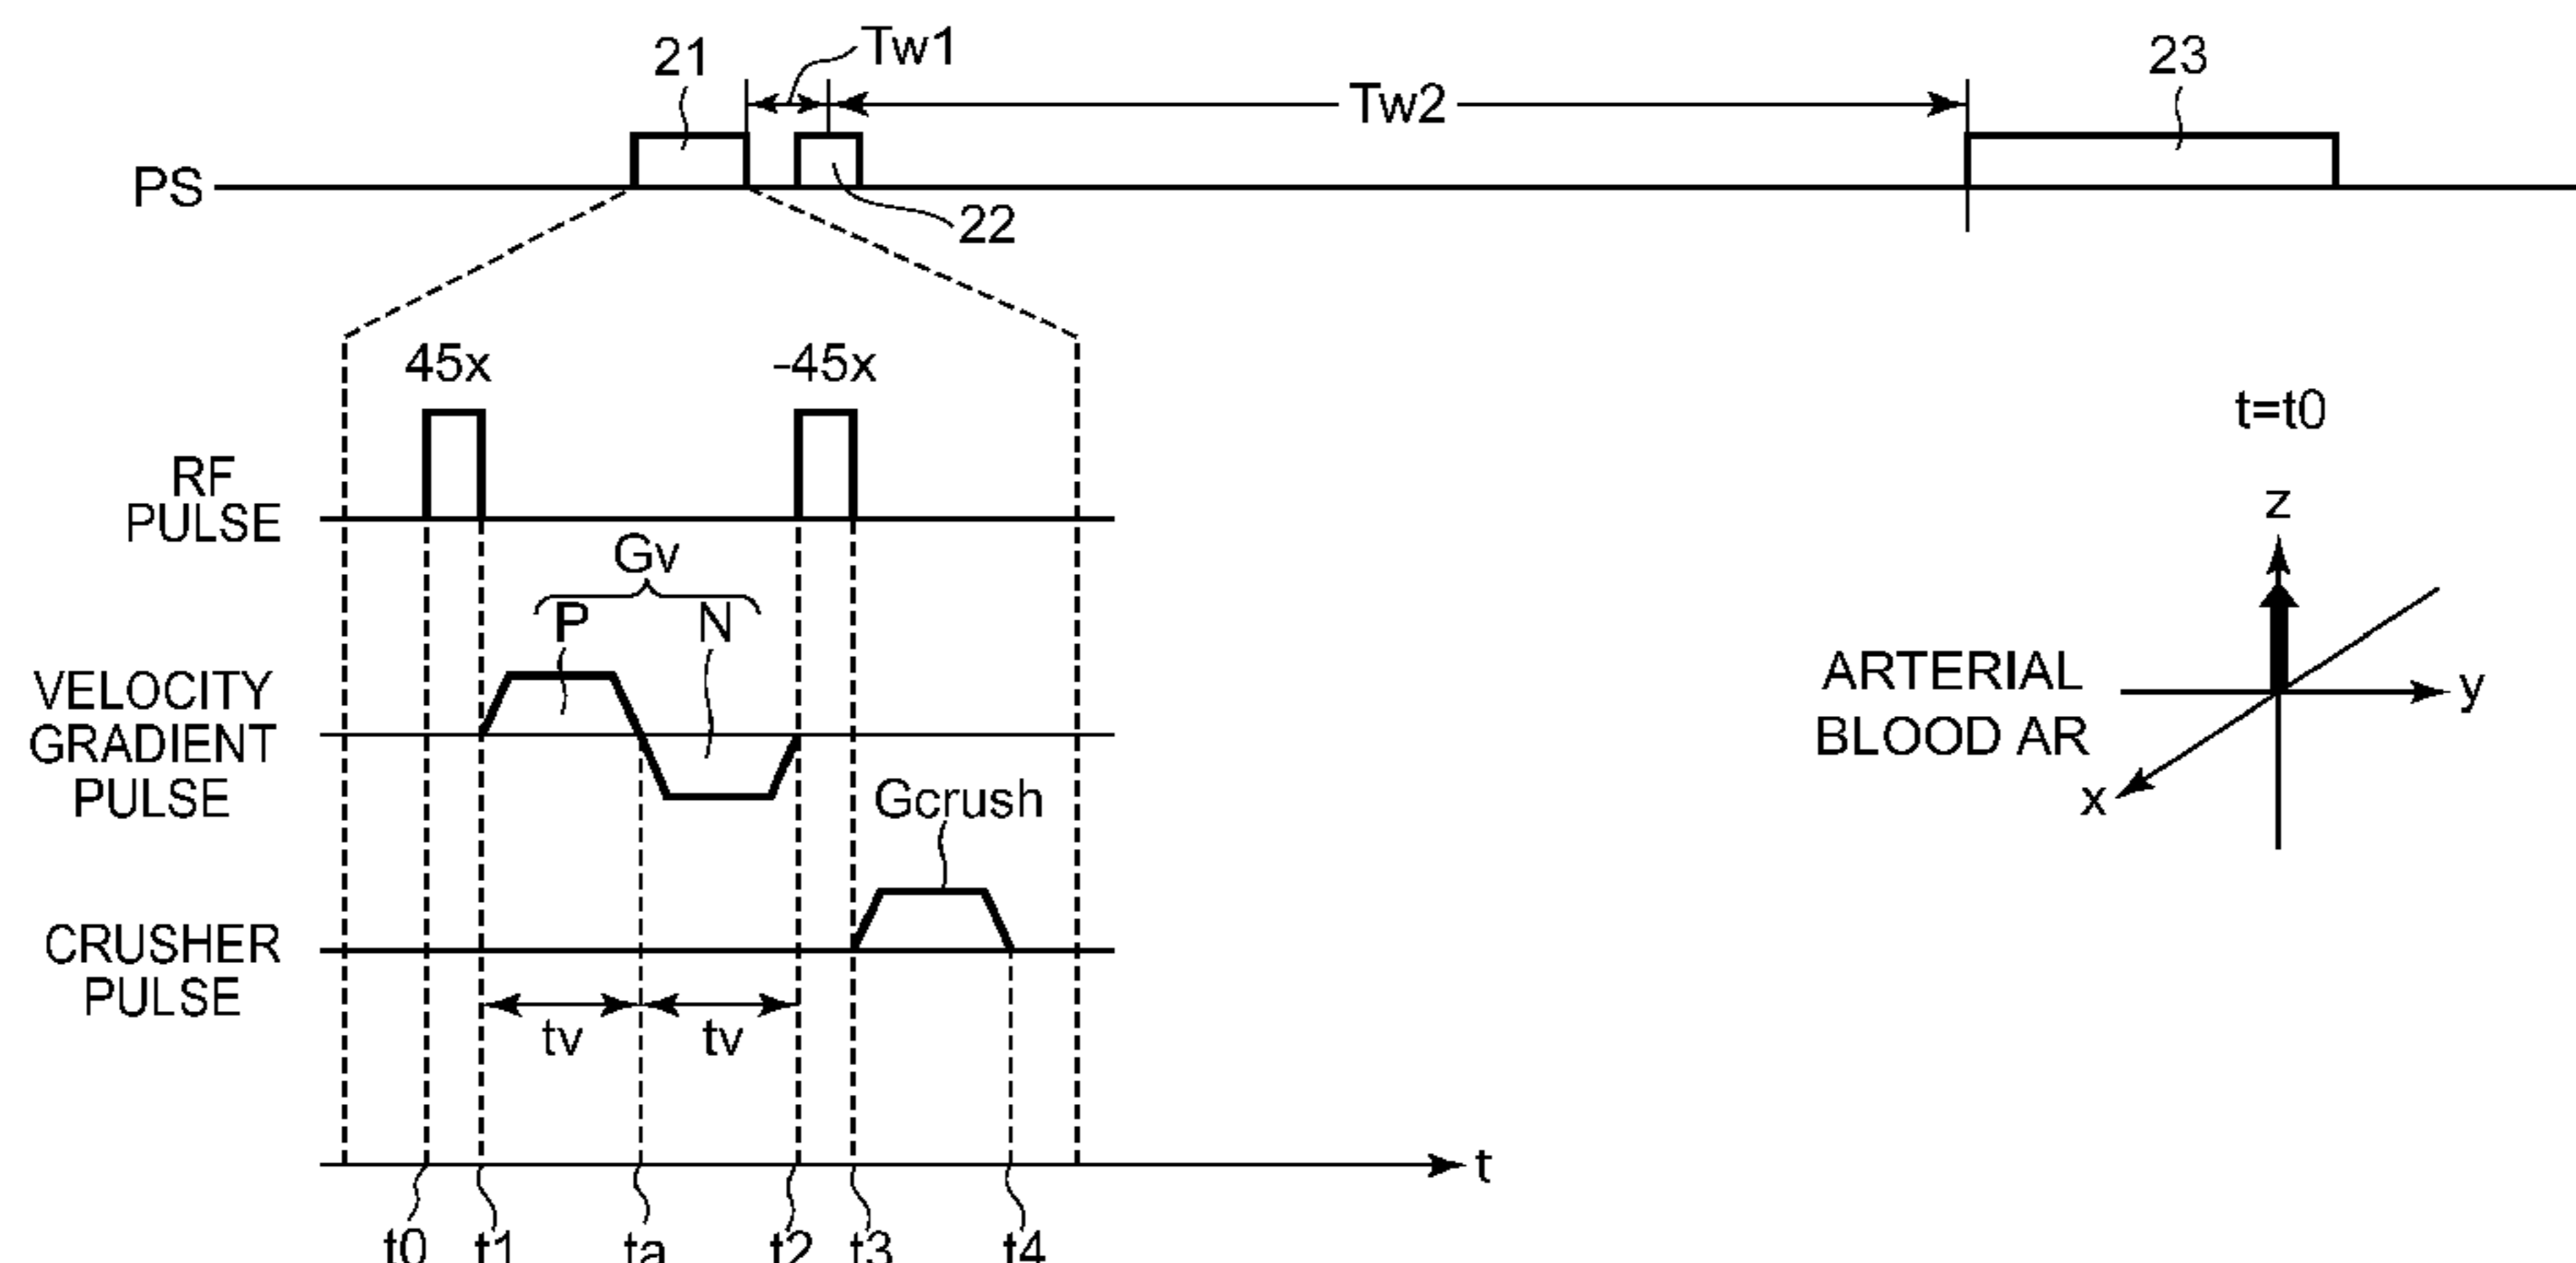 21
Tw1
Tw2
23
PS
22
45x
-45x
t=t0
RF
PULSE
z
Gv
P
N
VELOCITY
GRADIENT
PULSE
ARTERIAL
BLOOD AR
y
x
Gcrush
CRUSHER
PULSE
tv
tv
t
t0
t1
ta
t2
t3
t4